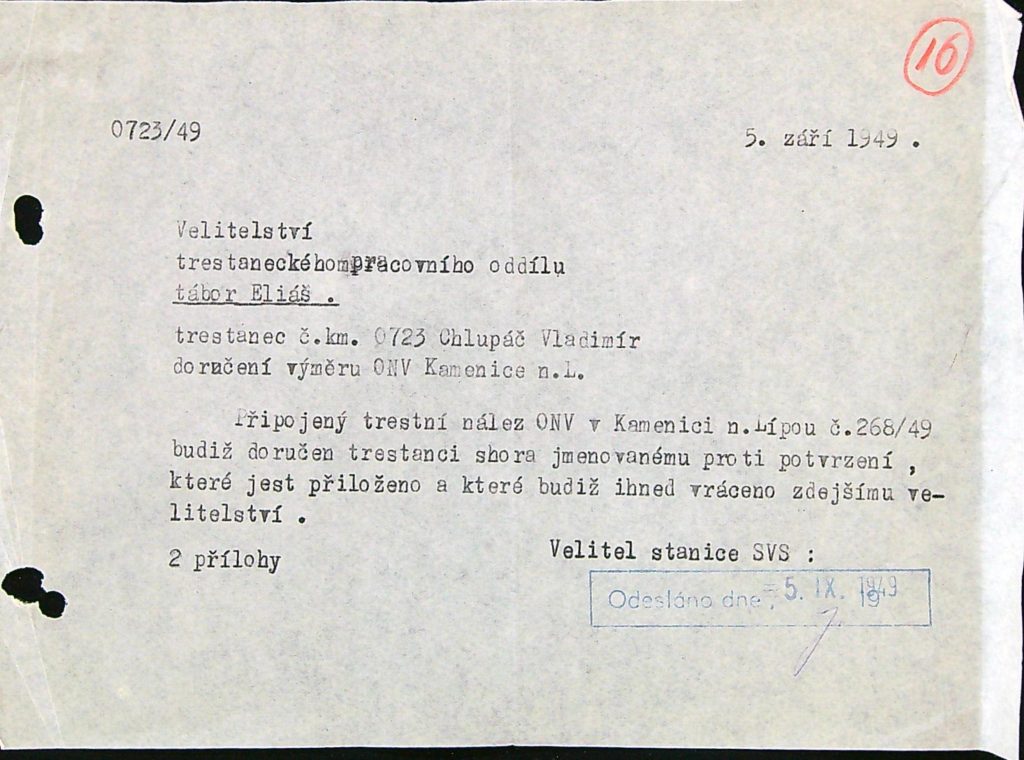 16
0723/49
5. září 1949 .
Velitelství
trestaneckého pracovního oddílu
tábor Eliáš .
trestanec č.km. 0723 Chlupáč Vladimír
doručení výměru ONV Kamenice n.L.
Připojený trestní nález ONV v Kamenici n.Lípou č.268/49
budiž doručen trestanci shora jmenovanému proti potvrzení ,
které jest přiloženo a které budiž ihned vráceno zdejšímu ve-
litelství .
2 přílohy
Velitel stanice SVS :
Odesláno dne: -5. IX. 1949